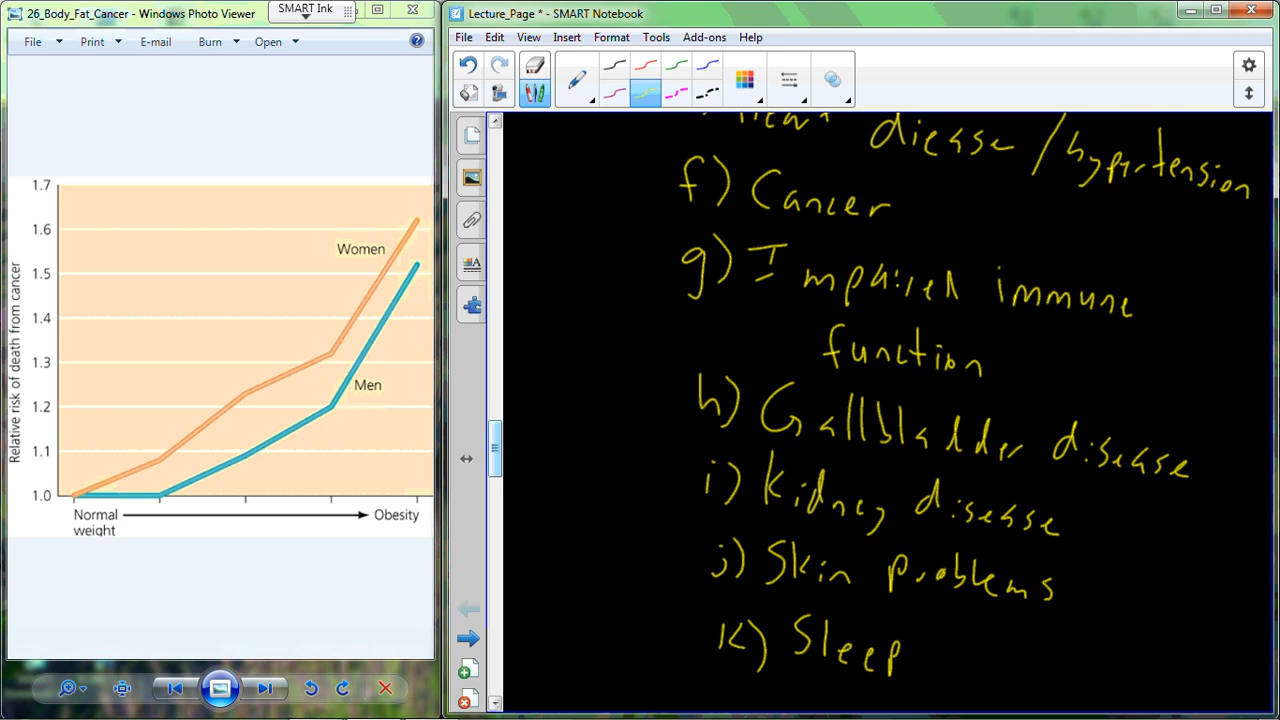 26_Body_Fat_Cancer - Windows Photo Viewer
SMART Ink
File Print E-mail Burn Open
1.7
1.6
1.5
1.4
1.3
1.2
1.1
1.0
Relative risk of death from cancer
Women
Men
Normal weight
Obesity
Lecture_Page * - SMART Notebook
File Edit View Insert Format Tools Add-ons Help
diease / hypertension
f) Cancer
g) Impaired immune
function
h) Gallbladder disease
i) Kidney disease
j) Skin problems
k) Sleep